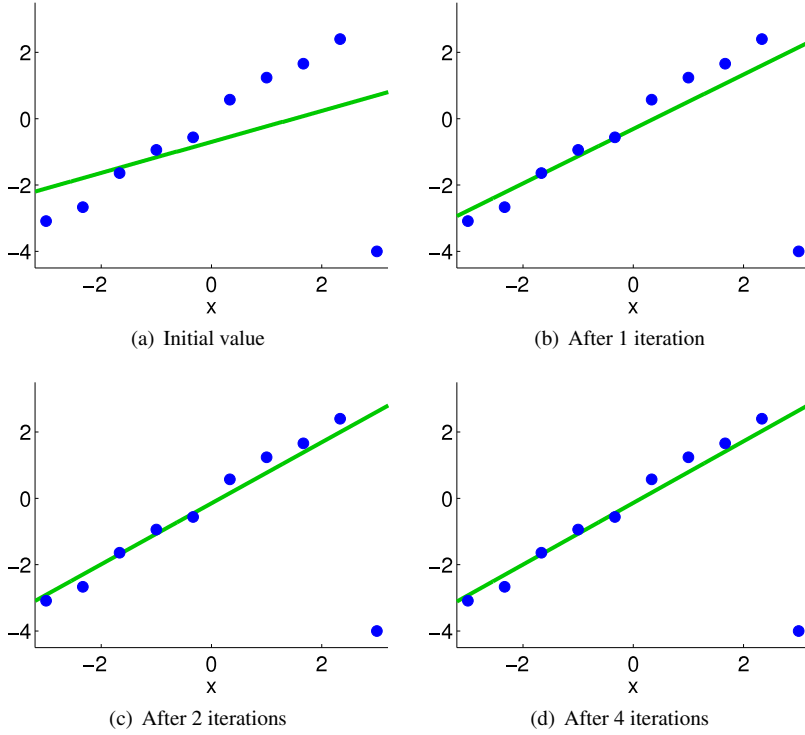 2
0
−2
−4
−2 0 2
x
(a) Initial value
2
0
−2
−4
−2 0 2
x
(b) After 1 iteration
2
0
−2
−4
−2 0 2
x
(c) After 2 iterations
2
0
−2
−4
−2 0 2
x
(d) After 4 iterations